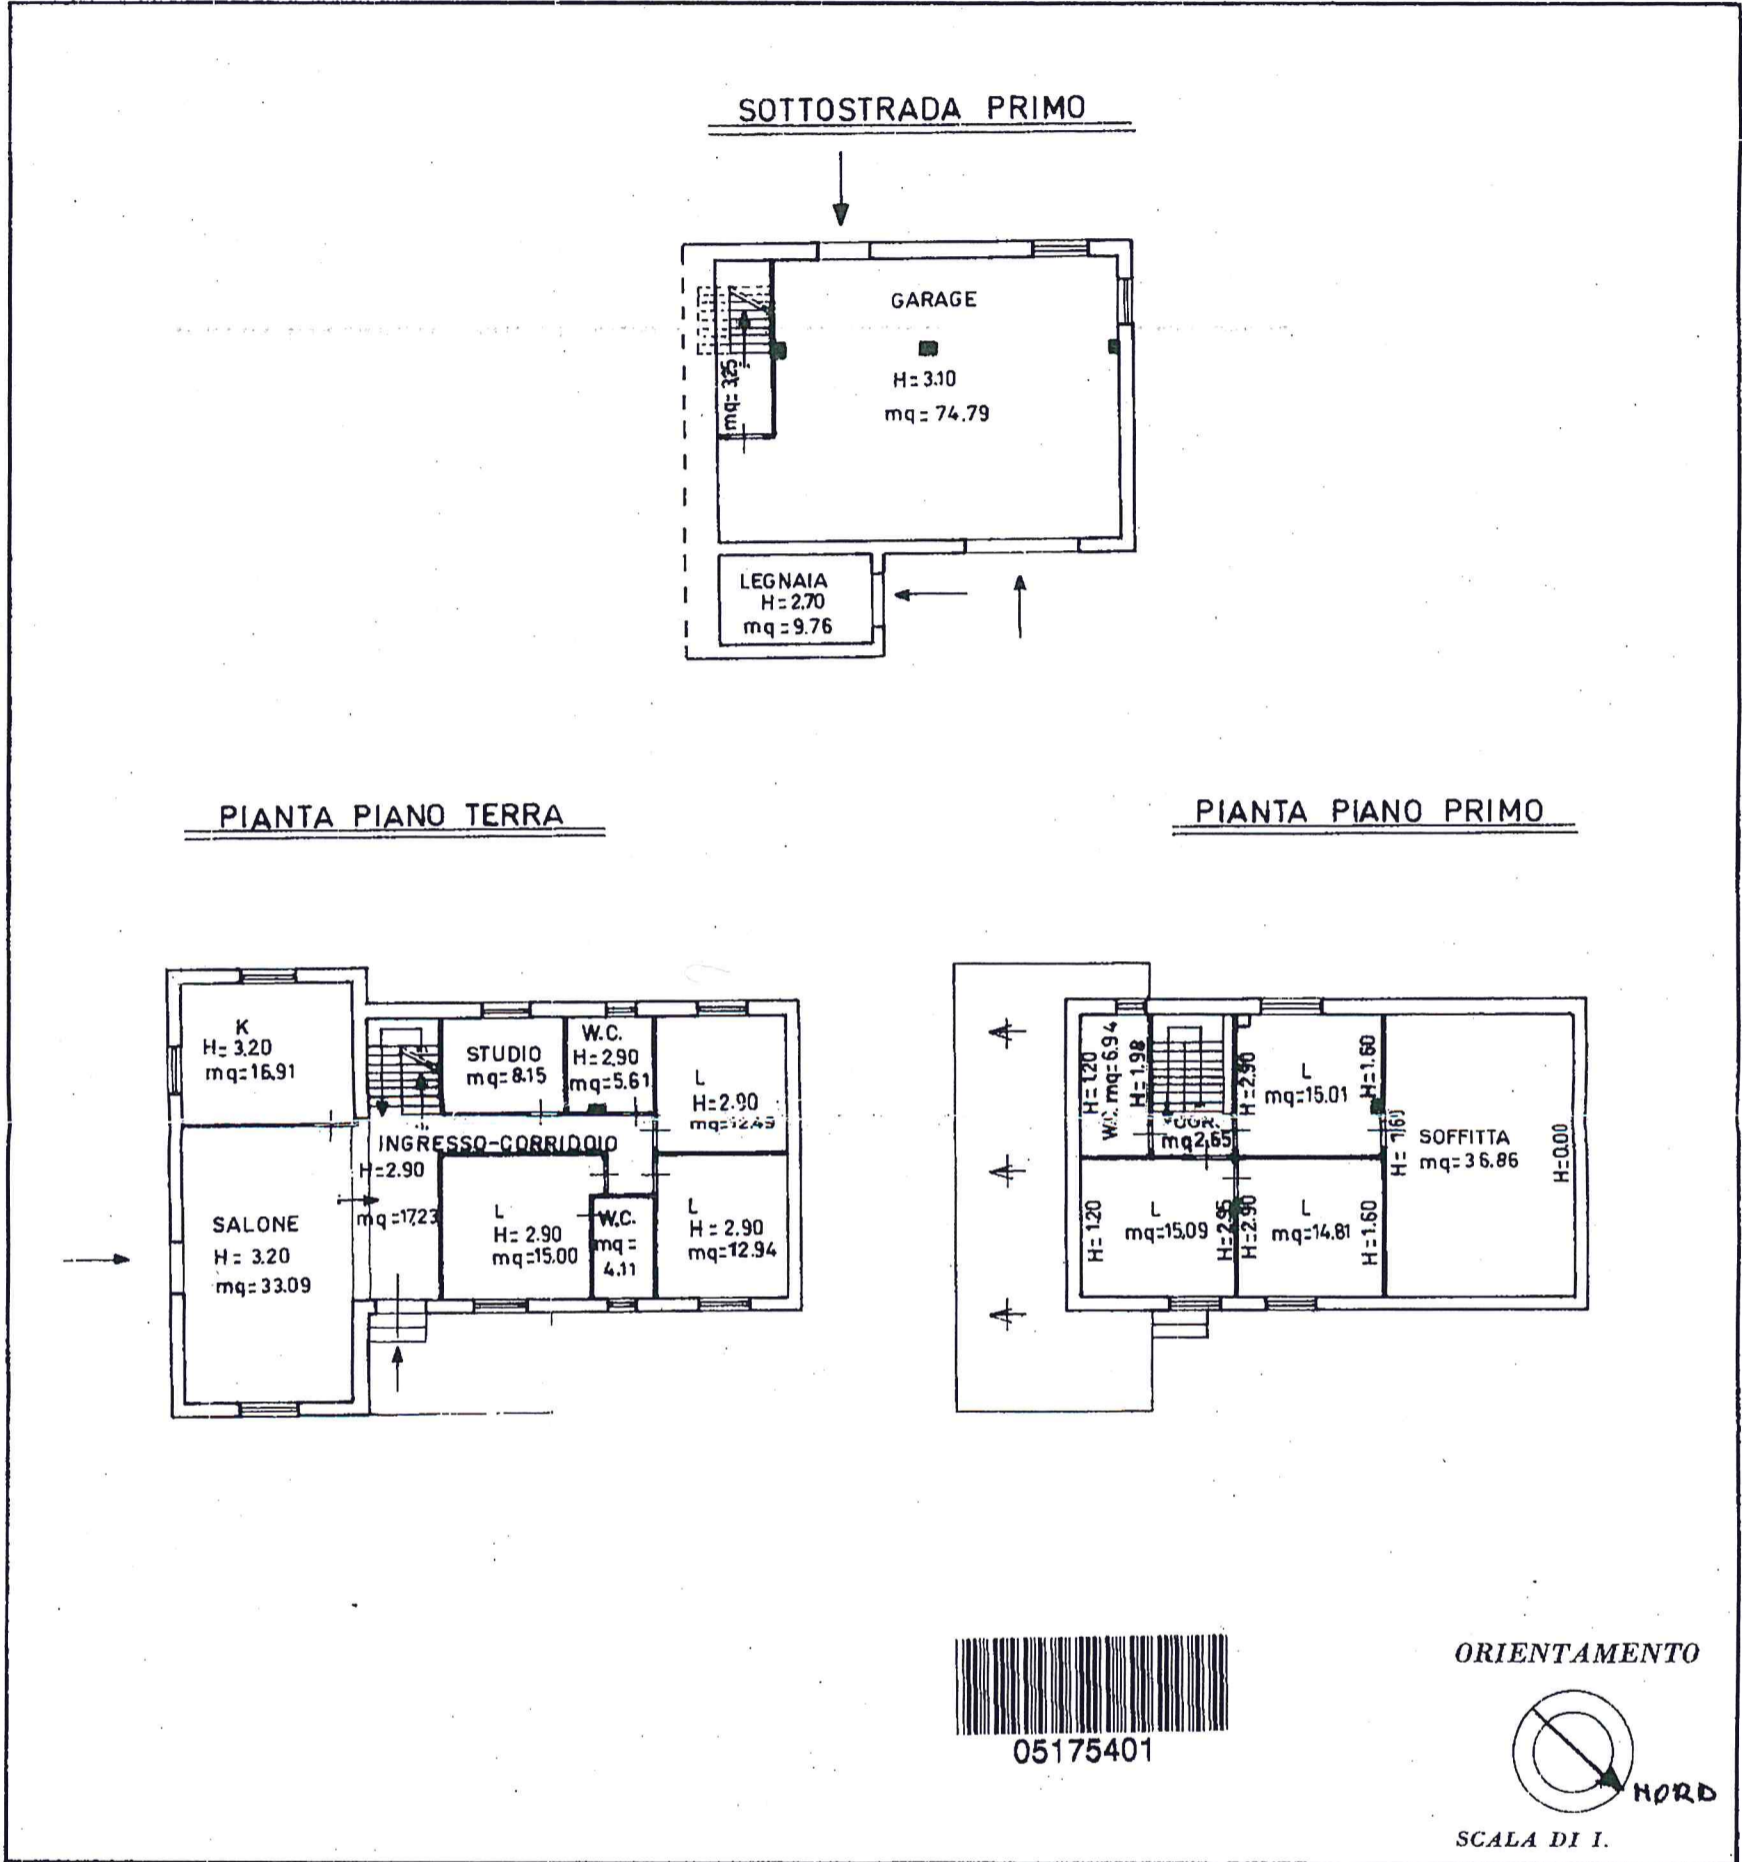 SOTTOSTRADA PRIMO
GARAGE
H=3.10
mq=74.79
mq=3,25
LEGNAIA
H=2.70
mq=9.76
PIANTA PIANO TERRA
K
H=3.20
mq=16.91
STUDIO
mq=8.15
W.C.
H=2.90
mq=5.61
L
H=2.90
mq=12.49
INGRESSO-CORRIDOIO
H=2.90
mq=17,23
SALONE
H=3.20
mq=33.09
L
H=2.90
mq=15.00
W.C.
mq=
4.11
L
H=2.90
mq=12.94
PIANTA PIANO PRIMO
H=1.20
W.C. mq=6.94
H=1.98
H=2.90
L
mq=15.01
H=1.60
mq2,65
H=1.60
SOFFITTA
mq=36.86
H=0.00
H=1.20
L
mq=15,09
H=2.95
H=2.90
L
mq=14.81
H=1.60
05175401
ORIENTAMENTO
NORD
SCALA DI I.